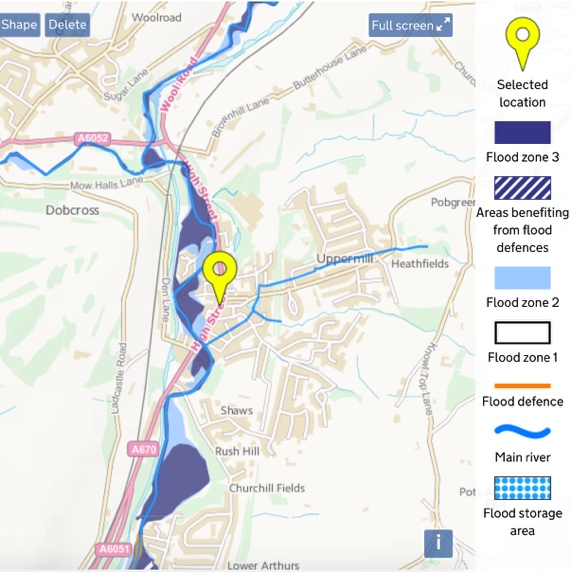 Shape
Delete
Woolroad
Full screen
Sugar Lane
Wool Road
Butterhouse Lane
Brownhill Lane
A6052
Mow Halls Lane
High Street
Dobcross
Uppermill
Heathfields
Den Lane
High Stre
Ladcastle Road
Knowl Top Lane
Shaws
A670
Rush Hill
Churchill Fields
A6051
Lower Arthurs
i
Selected
location
Flood zone 3
Areas benefiting
from flood
defences
Flood zone 2
Flood zone 1
Flood defence
Main river
Flood storage
area